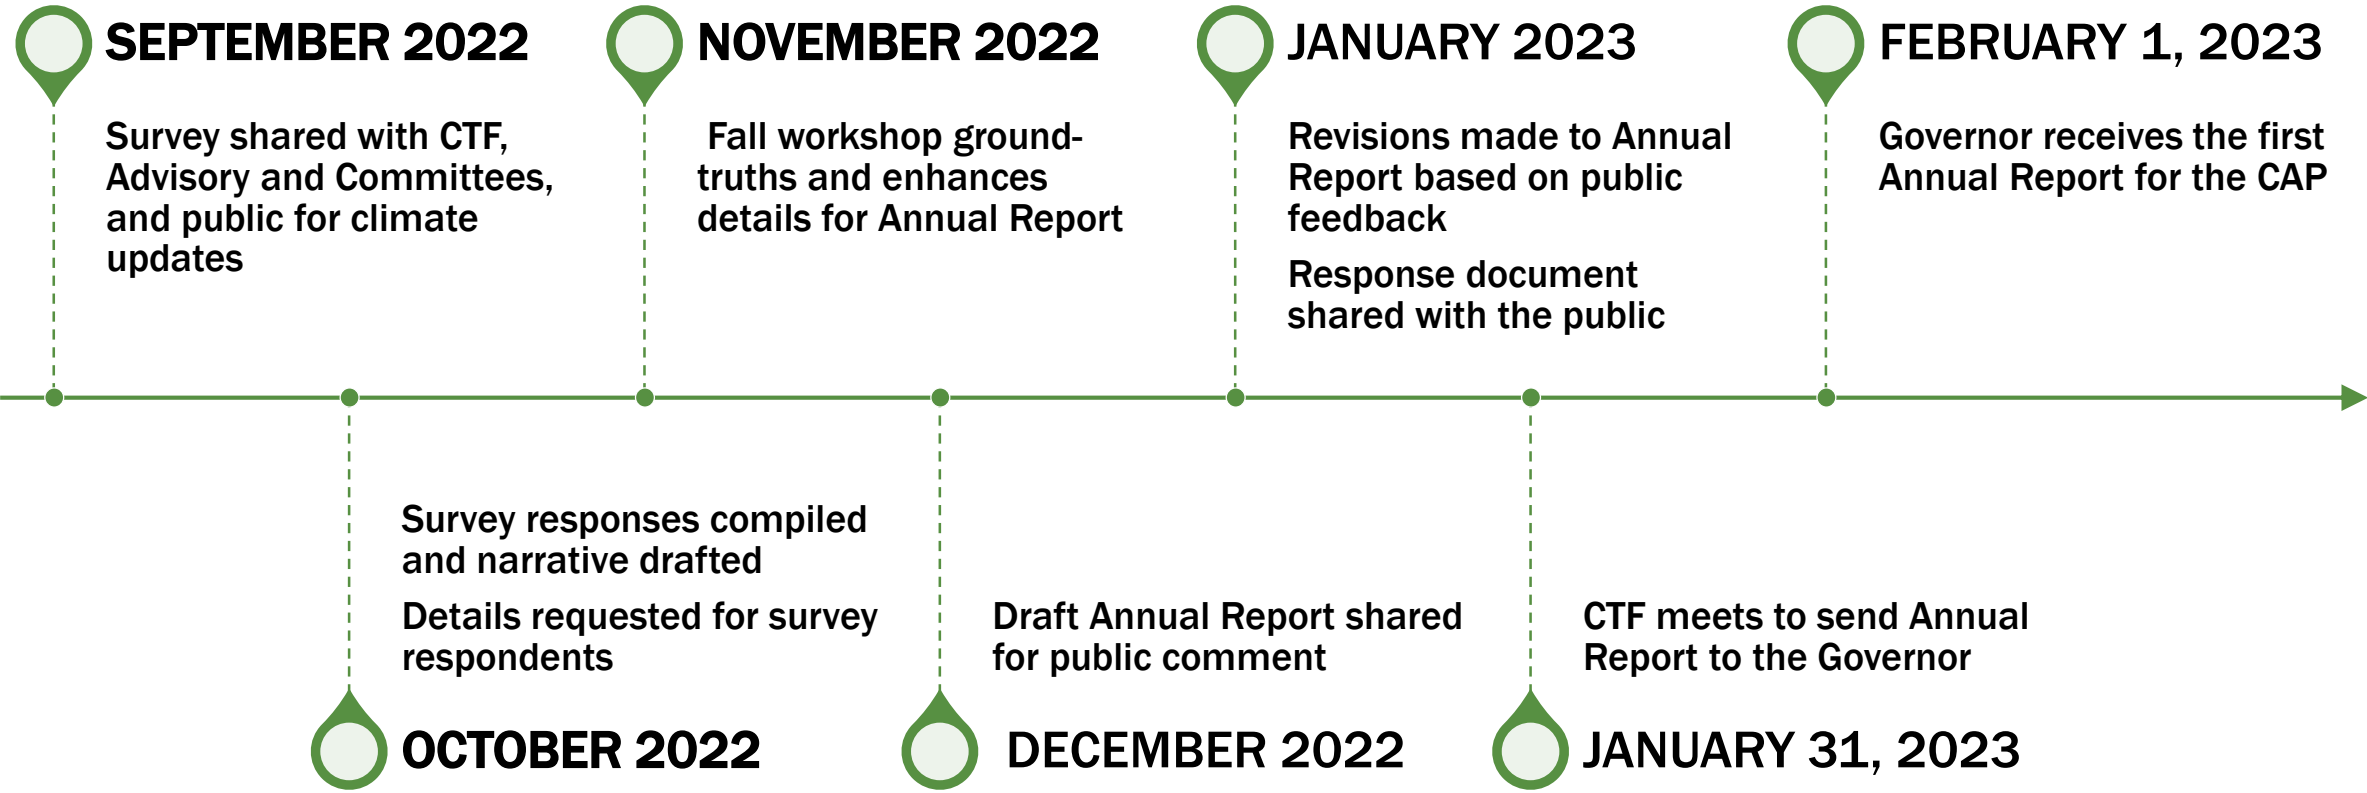 SEPTEMBER 2022
Survey shared with CTF,
Advisory and Committees,
and public for climate
updates
Survey responses compiled
and narrative drafted
Details requested for survey
respondents
OCTOBER 2022
NOVEMBER 2022
Fall workshop ground-
truths and enhances
details for Annual Report
Draft Annual Report shared
for public comment
DECEMBER 2022
JANUARY 2023
Revisions made to Annual
Report based on public
feedback
Response document
shared with the public
CTF meets to send Annual
Report to the Governor
JANUARY 31, 2023
FEBRUARY 1, 2023
Governor receives the first
Annual Report for the CAP